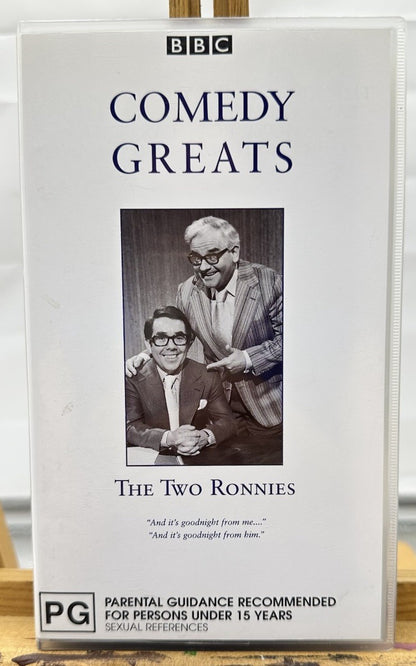 BBC
COMEDY
GREATS
THE TWO RONNIES
"And it's goodnight from me...."
"And it's goodnight from him."
PG
PARENTAL GUIDANCE RECOMMENDED
FOR PERSONS UNDER 15 YEARS
SEXUAL REFERENCES